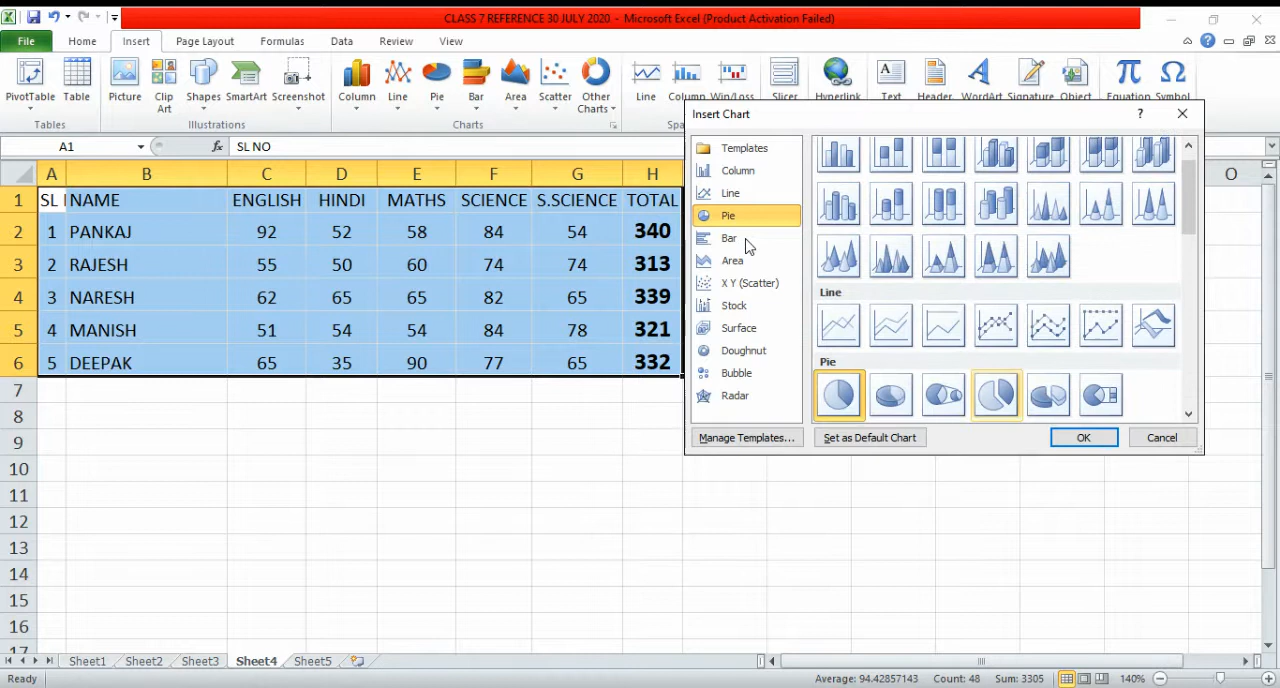 CLASS 7 REFERENCE 30 JULY 2020. - Microsoft Excel (Product Activation Failed)
File Home Insert Page Layout Formulas Data Review View
PivotTable Table Picture Clip Art Shapes SmartArt Screenshot Column Line Pie Bar Area Scatter Other Charts Line Column Win/Loss Slicer Hyperlink Text Header WordArt Signature Object Equation Symbol
Tables Illustrations Charts
A1 fx SL NO
Insert Chart
A B C D E F G H O
1 NAME ENGLISH HINDI MATHS SCIENCE S.SCIENCE TOTAL
2 1 PANKAJ 92 52 58 84 54 340
3 2 RAJESH 55 50 60 74 74 313
4 3 NARESH 62 65 65 82 65 339
5 4 MANISH 51 54 54 84 78 321
6 5 DEEPAK 65 35 90 77 65 332
7
8
9
10
11
12
13
14
15
16
17
Templates
Column
Line
Pie
Bar
Area
X Y (Scatter)
Stock
Surface
Doughnut
Bubble
Radar
Line
Pie
Manage Templates... Set as Default Chart OK Cancel
Sheet1 Sheet2 Sheet3 Sheet4 Sheet5
Ready Average: 94.42857143 Count: 48 Sum: 3305 140%